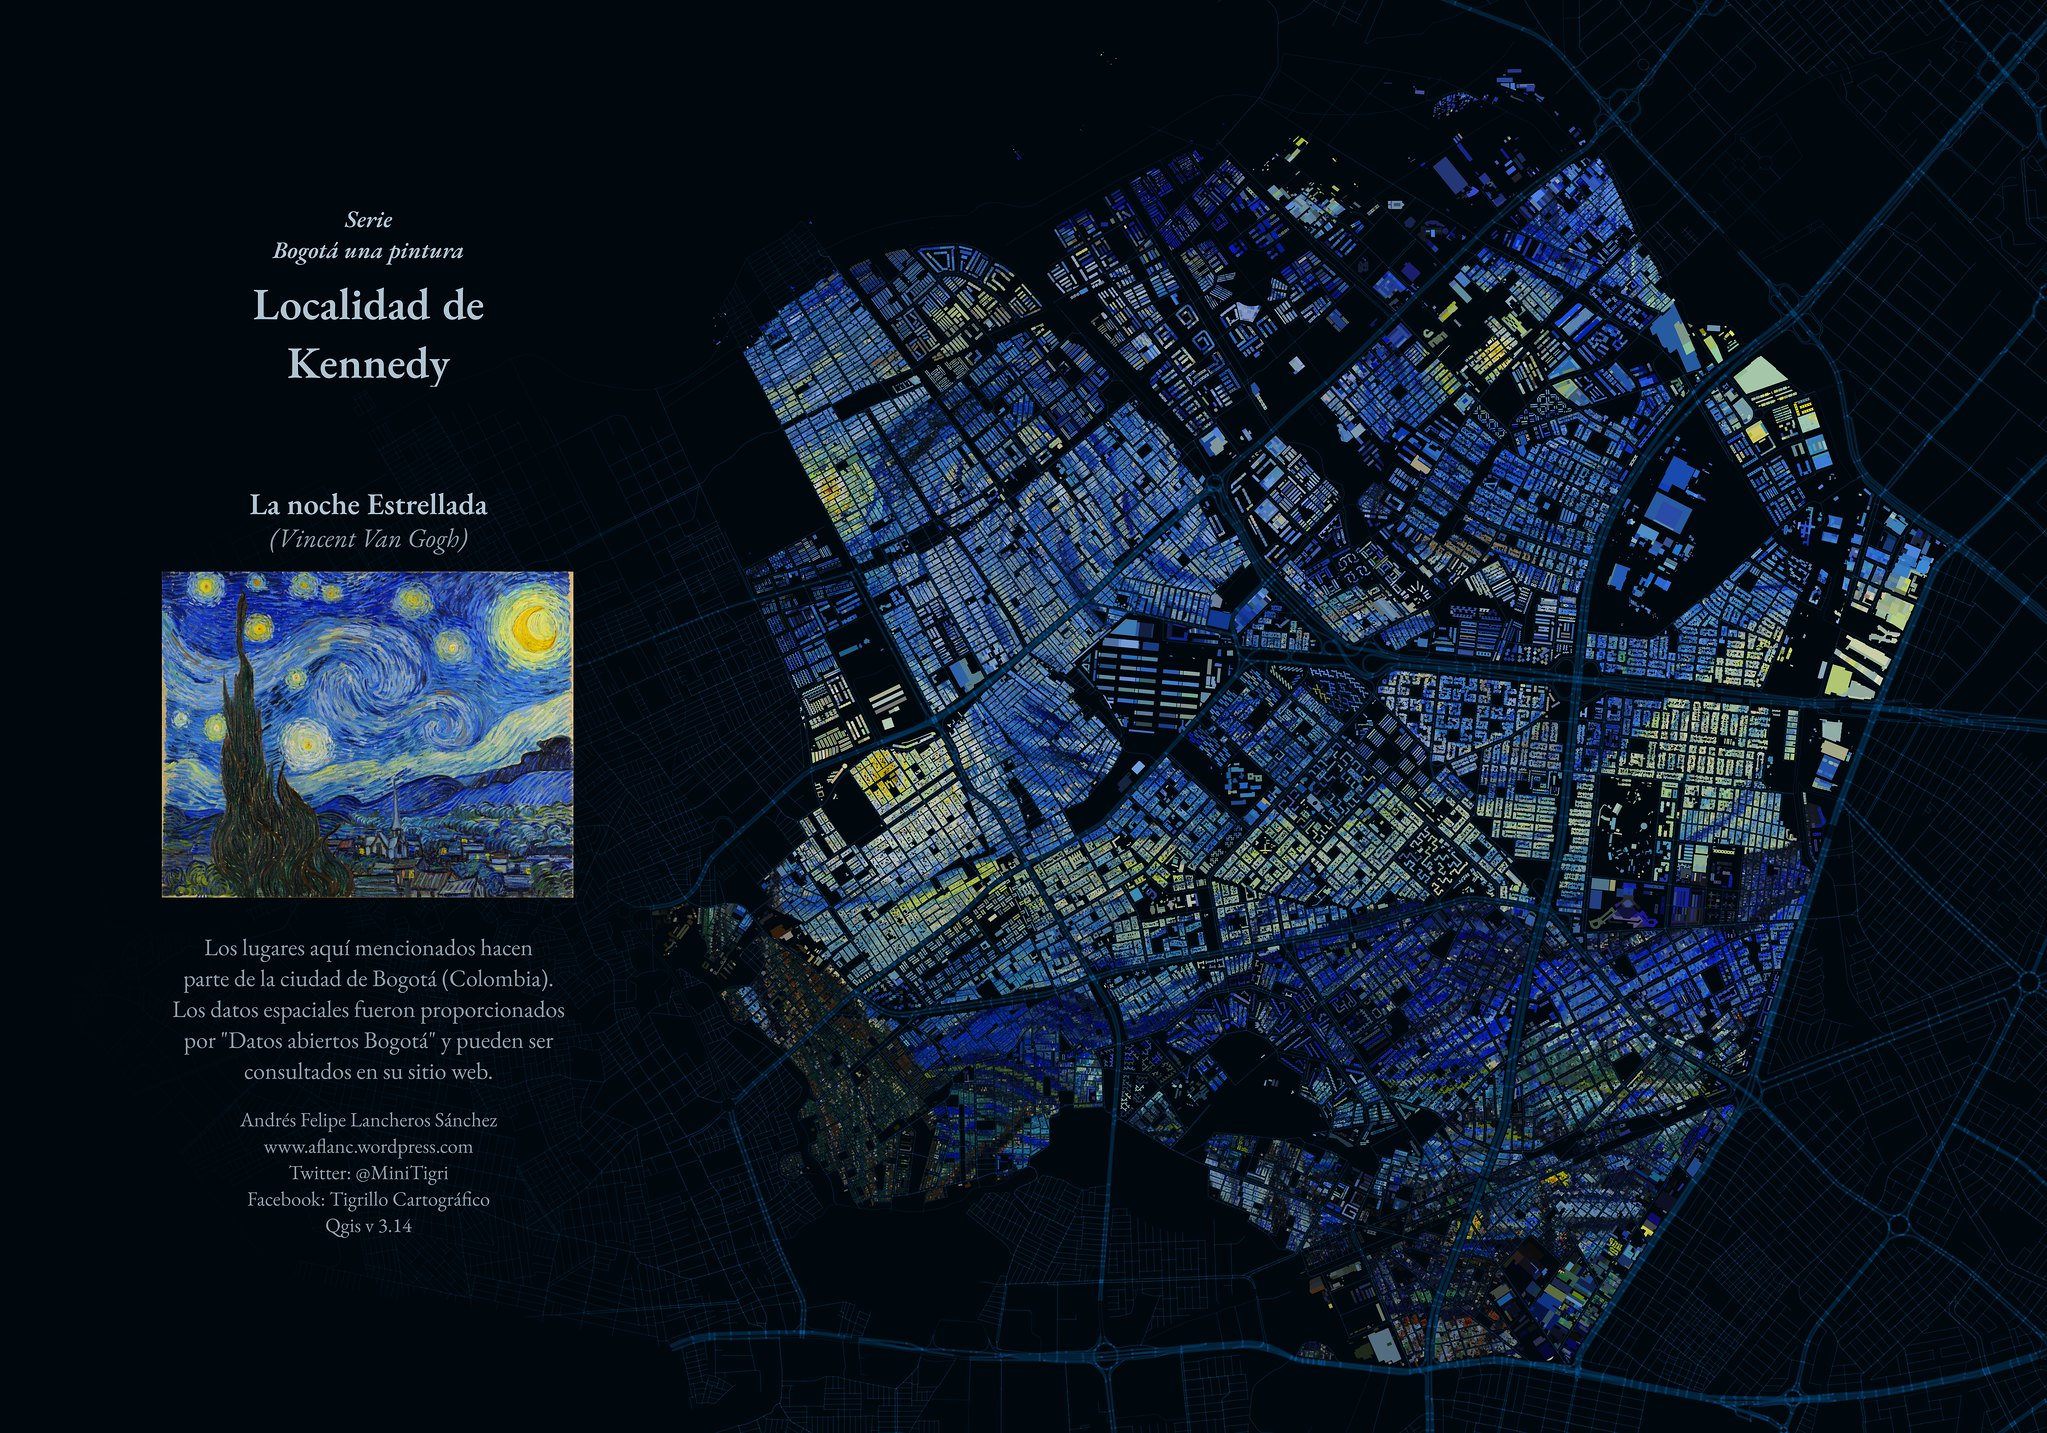 Serie
Bogotá una pintura
Localidad de
Kennedy
La noche Estrellada
(Vincent Van Gogh)
Los lugares aquí mencionados hacen
parte de la ciudad de Bogotá (Colombia).
Los datos espaciales fueron proporcionados
por "Datos abiertos Bogotá" y pueden ser
consultados en su sitio web.
Andrés Felipe Lancheros Sánchez
www.aflanc.wordpress.com
Twitter: @MiniTigri
Facebook: Tigrillo Cartográfico
Qgis v 3.14